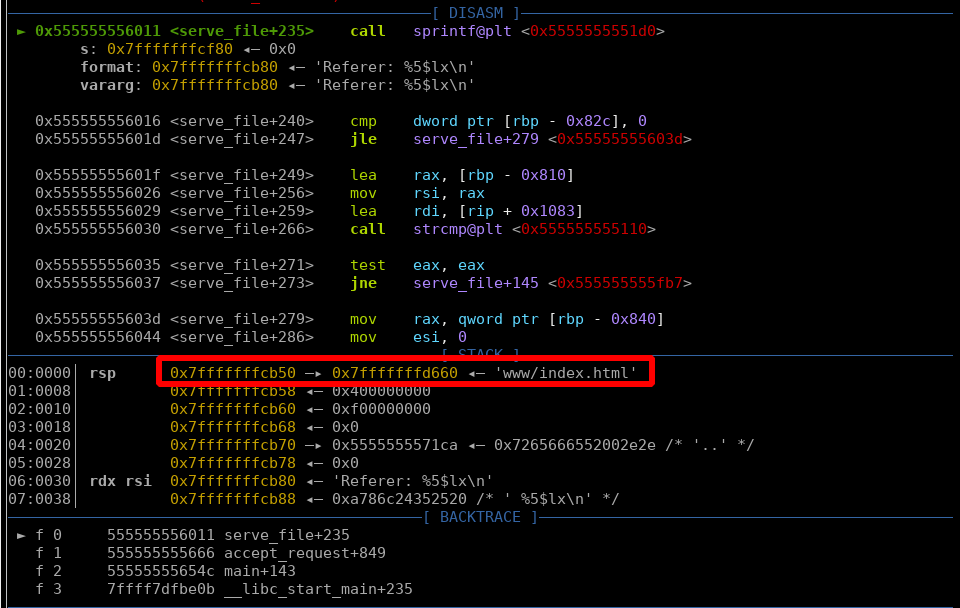 [ DISASM ]
► 0x555555556011 <serve_file+235> call sprintf@plt <0x5555555551d0>
s: 0x7fffffffcf80 ◂— 0x0
format: 0x7fffffffcb80 ◂— 'Referer: %5$lx\n'
vararg: 0x7fffffffcb80 ◂— 'Referer: %5$lx\n'
0x555555556016 <serve_file+240> cmp dword ptr [rbp - 0x82c], 0
0x55555555601d <serve_file+247> jle serve_file+279 <0x55555555603d>
0x55555555601f <serve_file+249> lea rax, [rbp - 0x810]
0x555555556026 <serve_file+256> mov rsi, rax
0x555555556029 <serve_file+259> lea rdi, [rip + 0x1083]
0x555555556030 <serve_file+266> call strcmp@plt <0x555555555110>
0x555555556035 <serve_file+271> test eax, eax
0x555555556037 <serve_file+273> jne serve_file+145 <0x555555555fb7>
0x55555555603d <serve_file+279> mov rax, qword ptr [rbp - 0x840]
0x555555556044 <serve_file+286> mov esi, 0
[ STACK ]
00:0000│ rsp 0x7fffffffcb50 —▸ 0x7fffffffd660 ◂— 'www/index.html'
01:0008│ 0x7fffffffcb58 ◂— 0x400000000
02:0010│ 0x7fffffffcb60 ◂— 0xf00000000
03:0018│ 0x7fffffffcb68 ◂— 0x0
04:0020│ 0x7fffffffcb70 —▸ 0x5555555571ca ◂— 0x7265666552002e2e /* '..' */
05:0028│ 0x7fffffffcb78 ◂— 0x0
06:0030│ rdx rsi 0x7fffffffcb80 ◂— 'Referer: %5$lx\n'
07:0038│ 0x7fffffffcb88 ◂— 0xa786c24352520 /* ' %5$lx\n' */
[ BACKTRACE ]
► f 0 555555556011 serve_file+235
f 1 555555555666 accept_request+849
f 2 55555555654c main+143
f 3 7ffff7dfbe0b __libc_start_main+235